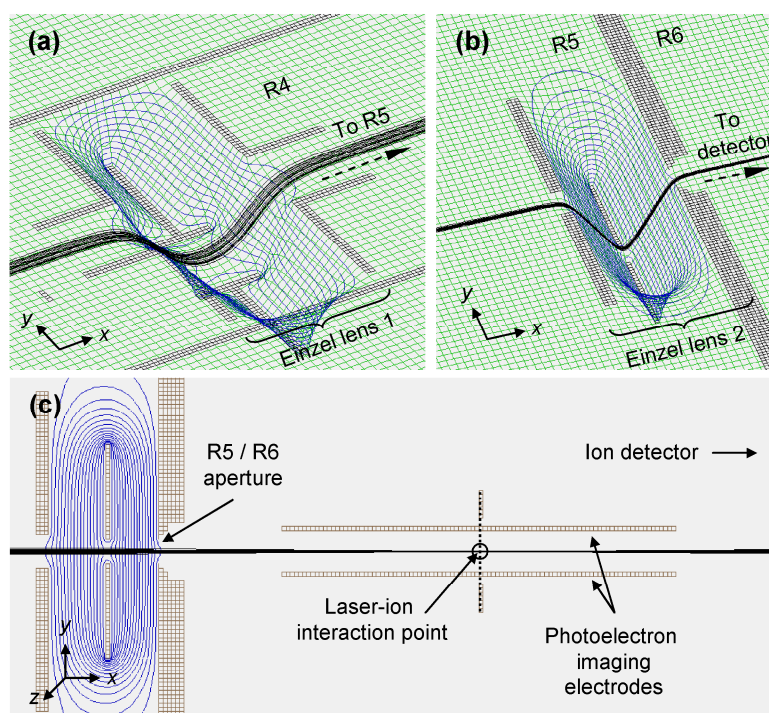 (a)
R4
To R5
Einzel lens 1
y
x
(b)
R5
R6
To
detector
Einzel lens 2
y
x
(c)
R5 / R6
aperture
Ion detector
Laser-ion
interaction point
Photoelectron
imaging
electrodes
y
x
z